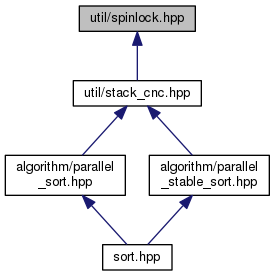 util/spinlock.hpp
util/stack_cnc.hpp
algorithm/parallel
_sort.hpp
algorithm/parallel
_stable_sort.hpp
sort.hpp